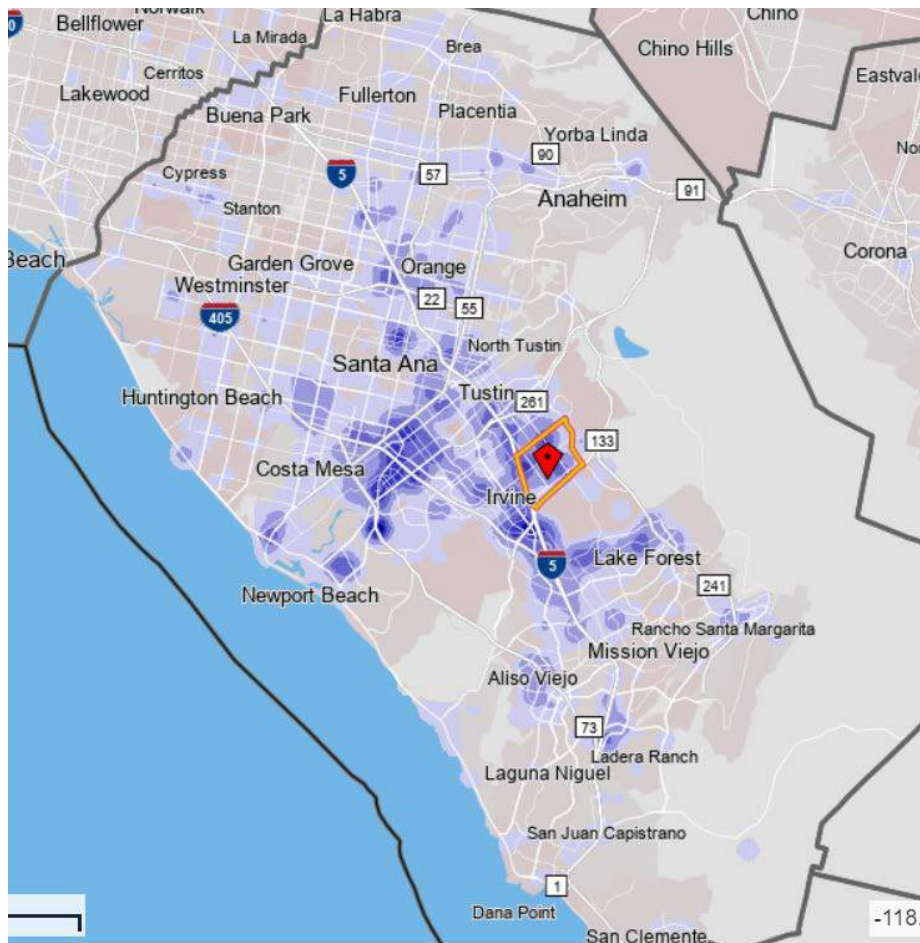 Norwalk
La Habra
Chino
Bellflower
La Mirada
Brea
Chino Hills
Cerritos
Lakewood
Fullerton
Eastvale
Buena Park
Placentia
Yorba Linda
90
Cypress
5
57
Anaheim
91
Stanton
Corona
Beach
Garden Grove
Orange
Westminster
22
55
405
North Tustin
Santa Ana
Tustin
Huntington Beach
261
133
Costa Mesa
Irvine
Lake Forest
5
Newport Beach
241
Rancho Santa Margarita
Mission Viejo
Aliso Viejo
73
Ladera Ranch
Laguna Niguel
San Juan Capistrano
1
Dana Point
-118.
San Clemente